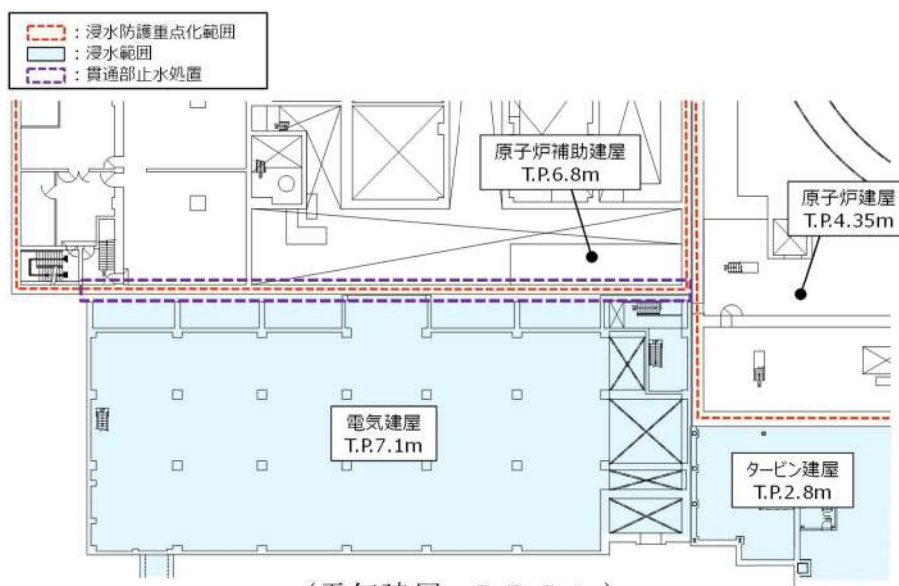 ：浸水防護重点化範囲
：浸水範囲
：貫通部止水処置
原子炉補助建屋
T.P.6.8m
原子炉建屋
T.P.4.35m
電気建屋
T.P.7.1m
タービン建屋
T.P.2.8m